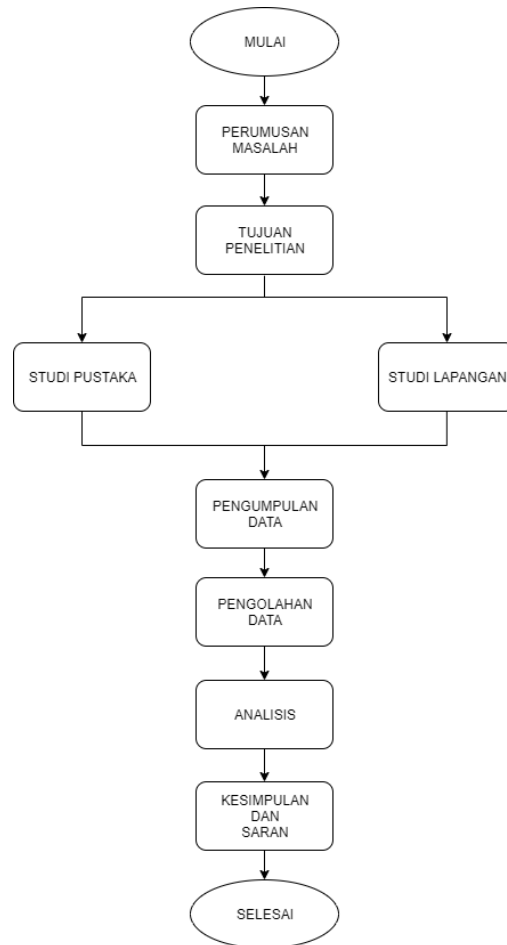 MULAI
PERUMUSAN
MASALAH
TUJUAN
PENELITIAN
STUDI PUSTAKA
STUDI LAPANGAN
PENGUMPULAN
DATA
PENGOLAHAN
DATA
ANALISIS
KESIMPULAN
DAN
SARAN
SELESAI